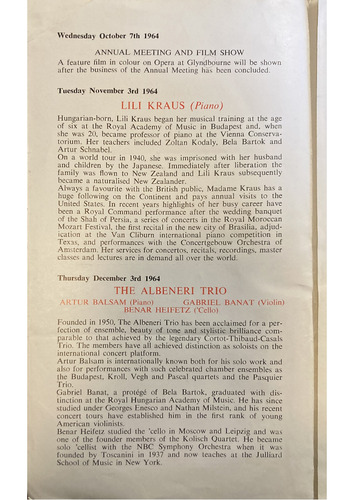 Wednesday October 7th 1964
ANNUAL MEETING AND FILM SHOW
A feature film in colour on Opera at Glyndbourne will be shown
after the business of the Annual Meeting has been concluded.
Tuesday November 3rd 1964
LILI KRAUS (Piano)
Hungarian-born, Lili Kraus began her musical training at the age
of six at the Royal Academy of Music in Budapest and, when
she was 20, became professor of piano at the Vienna Conserva-
torium. Her teachers included Zoltan Kodaly, Bela Bartok and
Artur Schnabel.
On a world tour in 1940, she was imprisoned with her husband
and children by the Japanese. Immediately after liberation the
family was flown to New Zealand and Lili Kraus subsequently
became a naturalised New Zealander.
Always a favourite with the British public, Madame Kraus has a
huge following on the Continent and pays annual visits to the
United States. In recent years highlights of her busy career have
been a Royal Command performance after the wedding banquet
of the Shah of Persia, a series of concerts in the Royal Moroccan
Mozart Festival, the first recital in the new city of Brasilia, adjud-
ication at the Van Cliburn international piano competition in
Texas, and performances with the Concertgebouw Orchestra of
Amsterdam. Her services for concertos, recitals, recordings, master
classes and lectures are in demand all over the world.
Thursday December 3rd 1964
THE ALBENERI TRIO
ARTUR BALSAM (Piano) GABRIEL BANAT (Violin)
BENAR HEIFETZ ('Cello)
Founded in 1950, The Albeneri Trio has been acclaimed for a per-
fection of ensemble, beauty of tone and stylistic brilliance com-
parable to that achieved by the legendary Cortot-Thibaud-Casals
Trio. The members have all achieved distinction as soloists on the
international concert platform.
Artur Balsam is internationally known both for his solo work and
also for performances with such celebrated chamber ensembles as
the Budapest, Kroll, Vegh and Pascal quartets and the Pasquier
Trio.
Gabriel Banat, a protégé of Bela Bartok, graduated with dis-
tinction at the Royal Hungarian Academy of Music. He has since
studied under Georges Enesco and Nathan Milstein, and his recent
concert tours have established him in the first rank of young
American violinists.
Benar Heifetz studied the 'cello in Moscow and Leipzig and was
one of the founder members of the Kolisch Quartet. He became
solo 'cellist with the NBC Symphony Orchestra when it was
founded by Toscanini in 1937 and now teaches at the Juilliard
School of Music in New York.